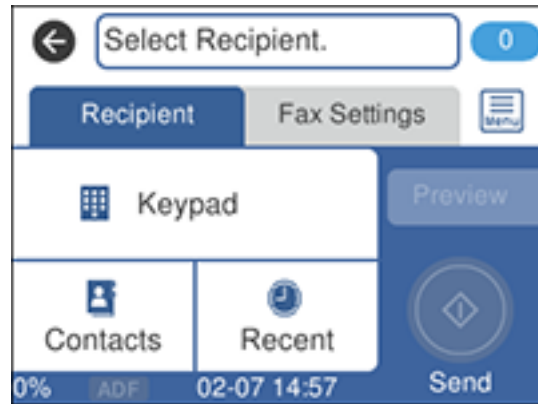 Select Recipient.
0
Recipient
Fax Settings
Menu
Keypad
Preview
Contacts
Recent
0%
ADF
02-07 14:57
Send